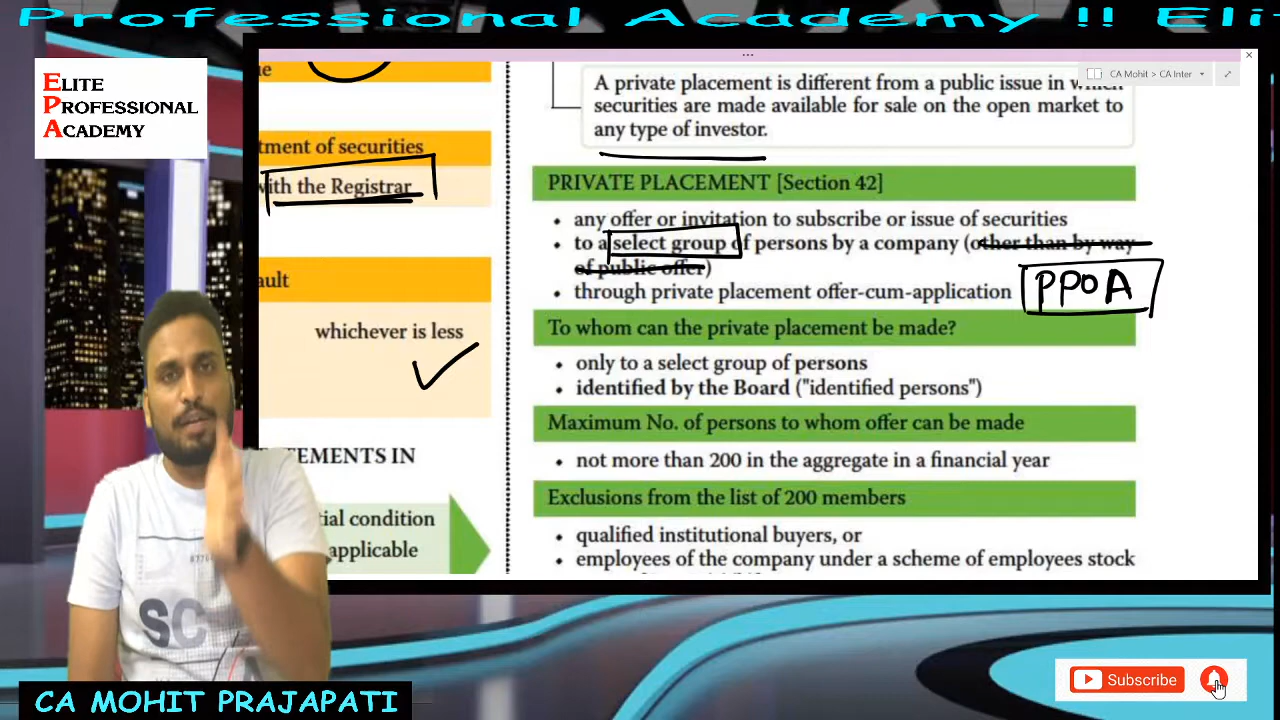 Professional Academy !! Eli
ELITE
PROFESSIONAL
ACADEMY
ue
tment of securities
with the Registrar
ault
whichever is less
TEMENTS IN
tial condition
applicable
CA Mohit > CA Inter
A private placement is different from a public issue in which
securities are made available for sale on the open market to
any type of investor.
PRIVATE PLACEMENT [Section 42]
• any offer or invitation to subscribe or issue of securities
• to a select group of persons by a company (other than by way
of public offer)
• through private placement offer-cum-application
PPOA
To whom can the private placement be made?
• only to a select group of persons
• identified by the Board ("identified persons")
Maximum No. of persons to whom offer can be made
• not more than 200 in the aggregate in a financial year
Exclusions from the list of 200 members
• qualified institutional buyers, or
• employees of the company under a scheme of employees stock
SC
Subscribe
CA MOHIT PRAJAPATI